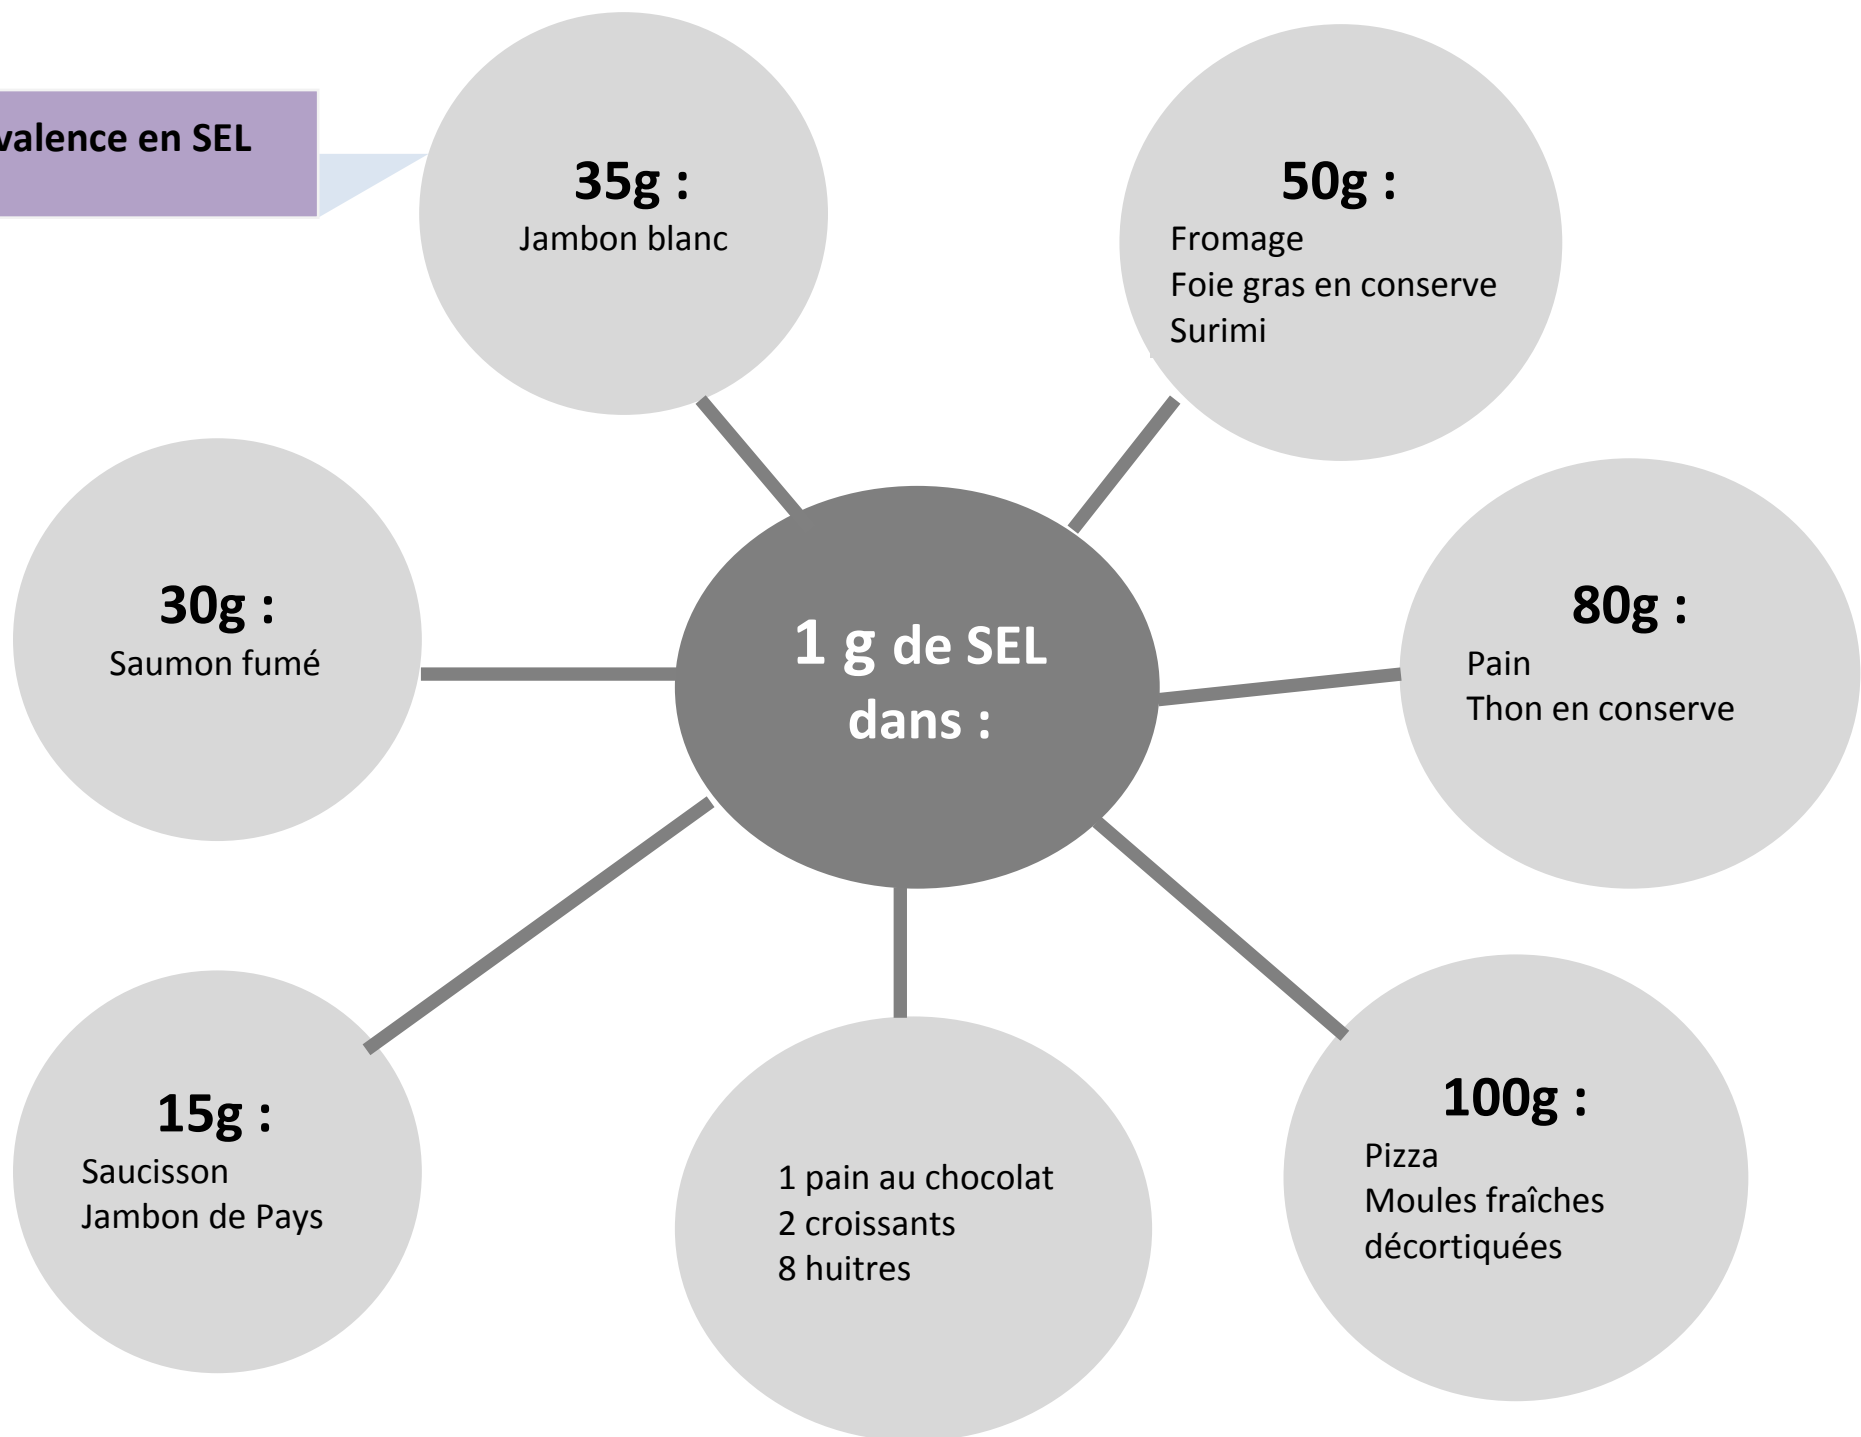 valence en SEL
35g :
Jambon blanc
50g :
Fromage
Foie gras en conserve
Surimi
30g :
Saumon fumé
1 g de SEL
dans :
80g :
Pain
Thon en conserve
15g :
Saucisson
Jambon de Pays
1 pain au chocolat
2 croissants
8 huitres
100g :
Pizza
Moules fraîches
décortiquées